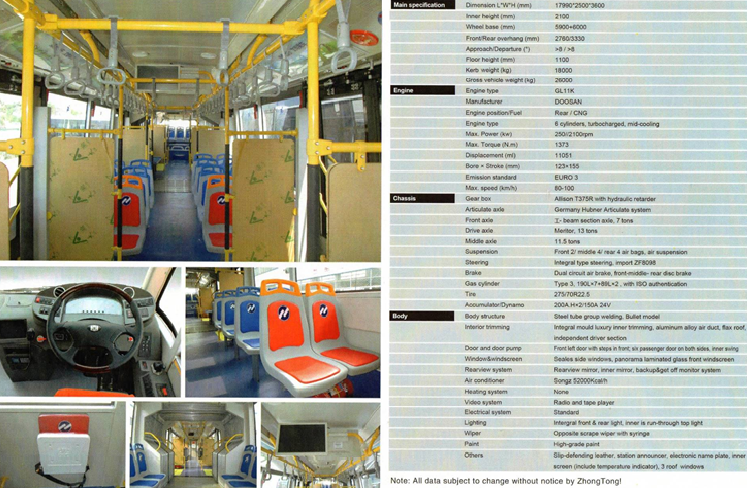 Main specification Dimension L*W*H (mm) 17990*2500*3600
Inner height (mm) 2100
Wheel base (mm) 5900+6000
Front/Rear overhang (mm) 2760/3330
Approach/Departure (°) >8 / >8
Floor height (mm) 1100
Kerb weight (kg) 18000
Gross vehicle weight (kg) 26000
Engine Engine type GL11K
Manufacturer DOOSAN
Engine position/Fuel Rear / CNG
Engine type 6 cylinders, turbocharged, mid-cooling
Max. Power (kw) 250//2100rpm
Max. Torque (N.m) 1373
Displacement (ml) 11051
Bore × Stroke (mm) 123×155
Emission standard EURO 3
Max. speed (km/h) 80-100
Chassis Gear box Allison T375R with hydraulic retarder
Articulate axle Germany Hubner Articulate system
Front axle 工- beam section axle, 7 tons
Drive axle Meritor, 13 tons
Middle axle 11.5 tons
Suspension Front 2/ middle 4/ rear 4 air bags, air suspension
Steering Integral type steering, import ZF8098
Brake Dual circuit air brake, front-middle- rear disc brake
Gas cylinder Type 3, 190L×7+88L×2 , with ISO authentication
Tire 275/70R22.5
Accumulator/Dynamo 200A.H×2/150A 24V
Body Body structure Steel tube group welding, Bullet model
Interior trimming Integral mould luxury inner trimming, aluminum alloy air duct, flax roof,
independent driver section
Door and door pump Front left door with steps in front, six passenger door on both sides, inner swing
Window&windscreen Seales side windows, panorama laminated glass front windscreen
Rearview system Rearview mirror, inner mirror, backup&get off monitor system
Air conditioner Songz 52000Kcal/h
Heating system None
Video system Radio and tape player
Electrical system Standard
Lighting Intergral front & rear light, inner is run-through top light
Wiper Opposite scrape wiper with syringe
Paint High-grade paint
Others Slip-defending leather, station announcer, electronic name plate, inner
screen (include temperature indicator), 3 roof windows
Note: All data subject to change without notice by ZhongTong!